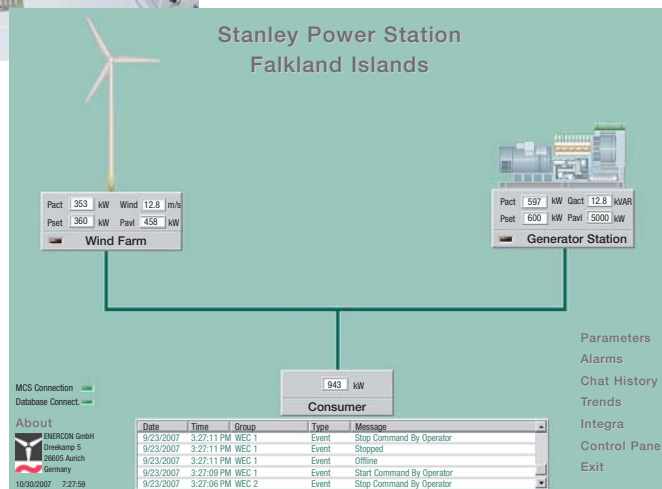 Stanley Power Station
Falkland Islands
Pact 353 kW Wind 12.8 m/s
Pset 360 kW Pavl 458 kW
Wind Farm
Pact 597 kW Qact 12.8 kVAR
Pset 600 kW Pavl 5000 kW
Generator Station
943 kW
Consumer
Parameters
Alarms
Chat History
Trends
Integra
Control Pane
Exit
MCS Connection
Database Connect.
About
ENERCON GmbH
Dreekamp 5
26605 Aurich
Germany
10/30/2007 7:27:59
Date Time Group Type Message
9/23/2007 3:27:11 PM WEC 1 Event Stop Command By Operator
9/23/2007 3:27:11 PM WEC 1 Event Stopped
9/23/2007 3:27:11 PM WEC 1 Event Offline
9/23/2007 3:27:09 PM WEC 1 Event Start Command By Operator
9/23/2007 3:27:06 PM WEC 2 Event Stop Command By Operator